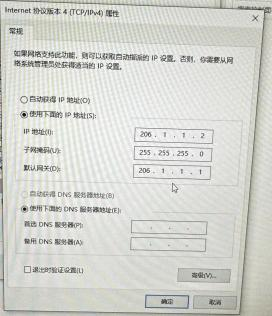 Internet 协议版本 4 (TCP/IPv4) 属性
常规
如果网络支持此功能，则可以获取自动指派的 IP 设置。否则，你需要从网
络系统管理员处获得适当的 IP 设置。
自动获得 IP 地址(O)
使用下面的 IP 地址(S):
IP 地址(I): 206 . 1 . 1 . 2
子网掩码(U): 255 . 255 . 255 . 0
默认网关(D): 206 . 1 . 1 . 1
自动获得 DNS 服务器地址(B)
使用下面的 DNS 服务器地址(E):
首选 DNS 服务器(P): . . .
备用 DNS 服务器(A): . . .
退出时验证设置(L)
高级(V)...
确定 取消